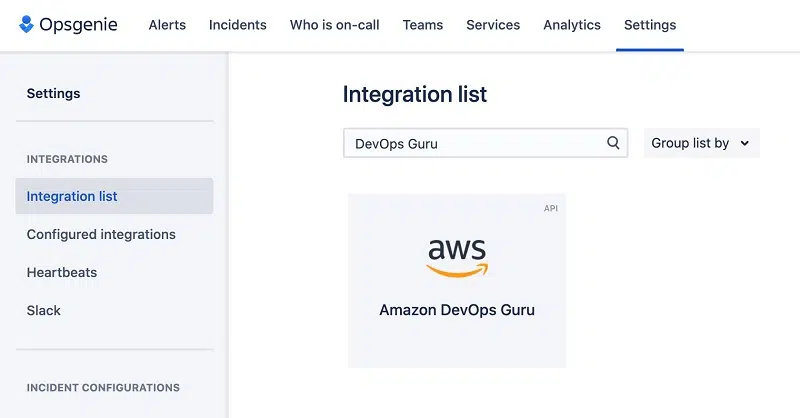 Opsgenie Alerts Incidents Who is on-call Teams Services Analytics Settings
Settings
INTEGRATIONS
Integration list
Configured integrations
Heartbeats
Slack
INCIDENT CONFIGURATIONS
Integration list
DevOps Guru Group list by
API
aws
Amazon DevOps Guru